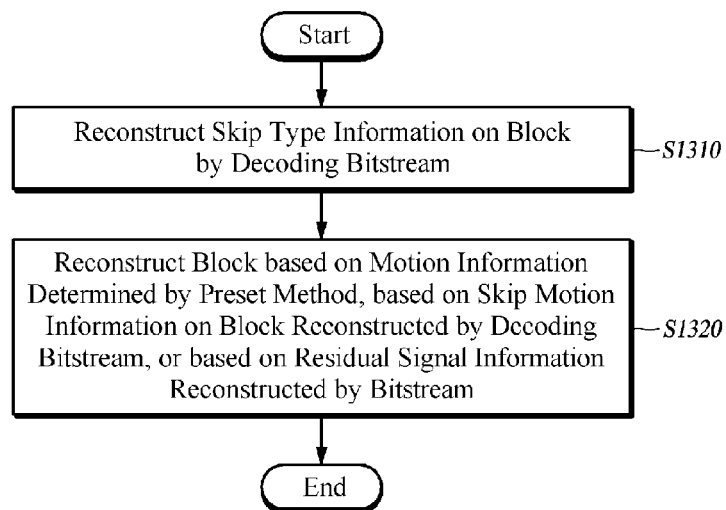 Start
Reconstruct Skip Type Information on Block
by Decoding Bitstream
S1310
Reconstruct Block based on Motion Information
Determined by Preset Method, based on Skip Motion
Information on Block Reconstructed by Decoding
Bitstream, or based on Residual Signal Information
Reconstructed by Bitstream
S1320
End